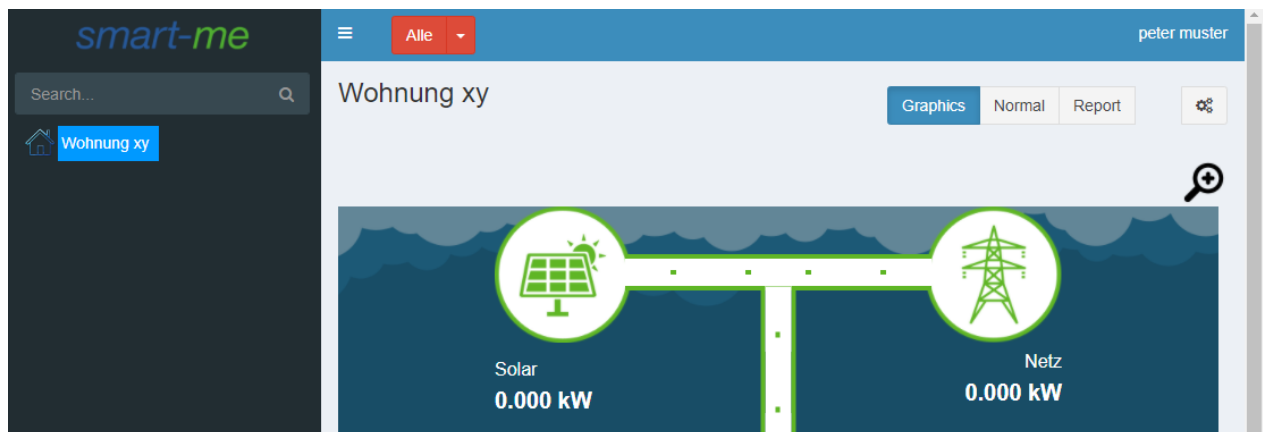 smart-me
Alle
peter muster
Search...
Wohnung xy
Wohnung xy
Graphics Normal Report
Solar
0.000 kW
Netz
0.000 kW